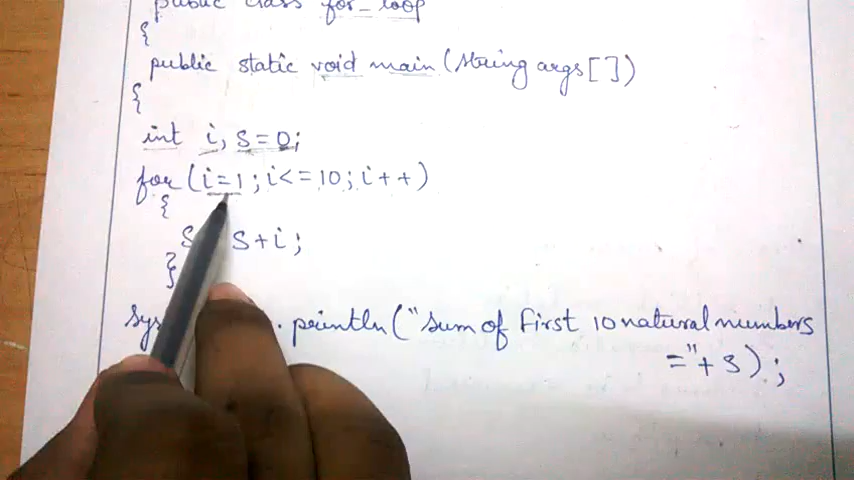 public class for_loop
{
public static void main (String args [ ])
{
int i, s = 0;
for (i = 1 ; i <= 10 ; i + + )
{
s s + i ;
}
. println ("Sum of First 10 natural numbers
=" + s ) ;